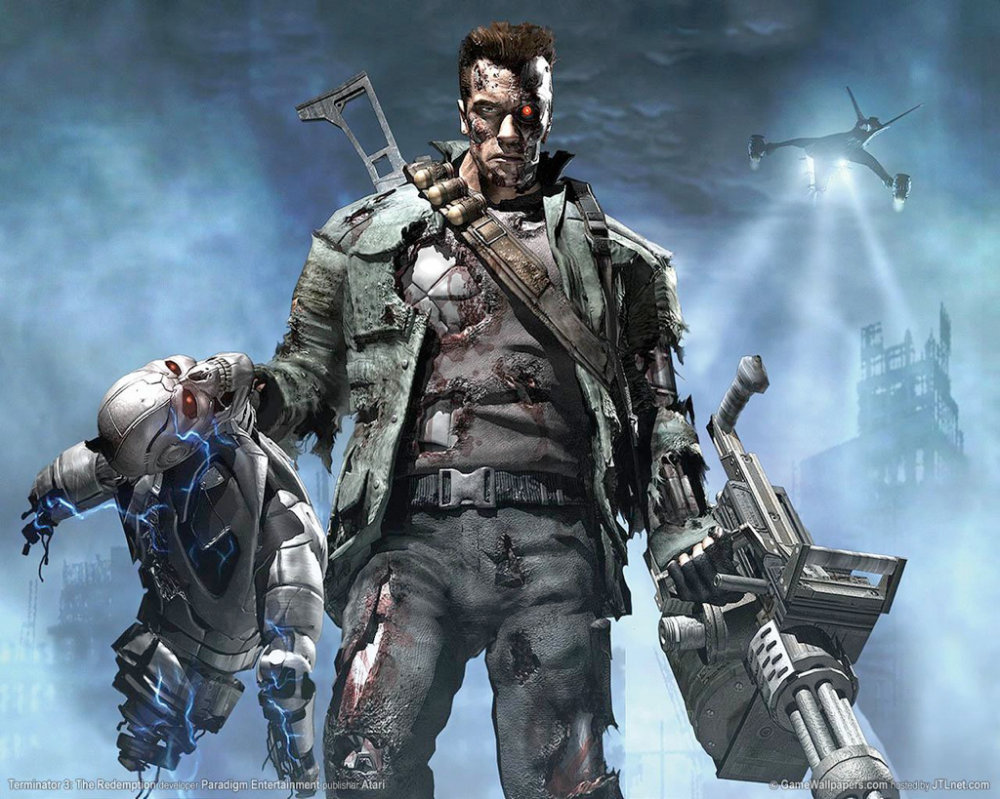 Terminator 3: The Redemption developer Paradigm Entertainment publisher Atari
© GameWallpapers.com hosted by JTLnet.com